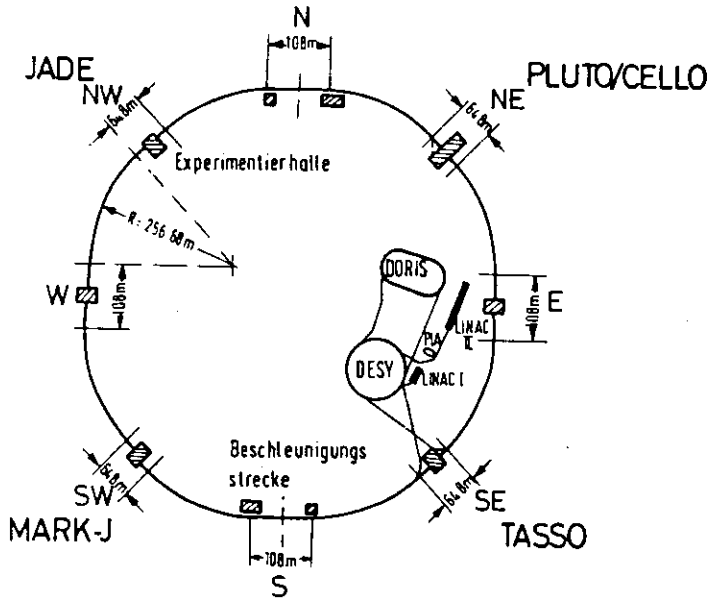 N
108m
JADE
NW
64.8m
PLUTO/CELLO
NE
64.8m
Experimentierhalle
R=256.68m
W
108m
DORIS
E
108m
LINAC
II
PIA
DESY
LINAC I
Beschleunigungs
strecke
64.8m
SW
MARK-J
64.8m
SE
TASSO
108m
S